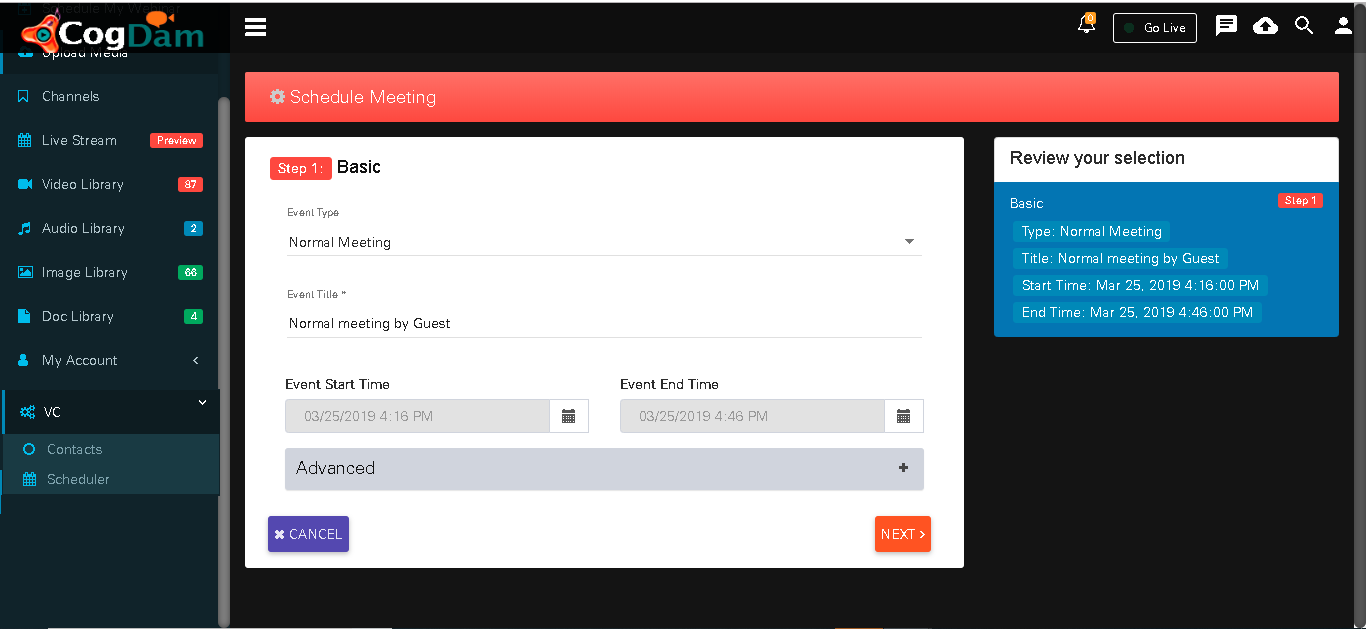 Schedule My Webinar
CogDam
Upload Media
Channels
Live Stream Preview
Video Library 87
Audio Library 2
Image Library 66
Doc Library 4
My Account
VC
Contacts
Scheduler
0
Go Live
Schedule Meeting
Step 1: Basic
Event Type
Normal Meeting
Event Title *
Normal meeting by Guest
Event Start Time
03/25/2019 4:16 PM
Event End Time
03/25/2019 4:46 PM
Advanced
CANCEL
NEXT
Review your selection
Basic Step 1
Type: Normal Meeting
Title: Normal meeting by Guest
Start Time: Mar 25, 2019 4:16:00 PM
End Time: Mar 25, 2019 4:46:00 PM